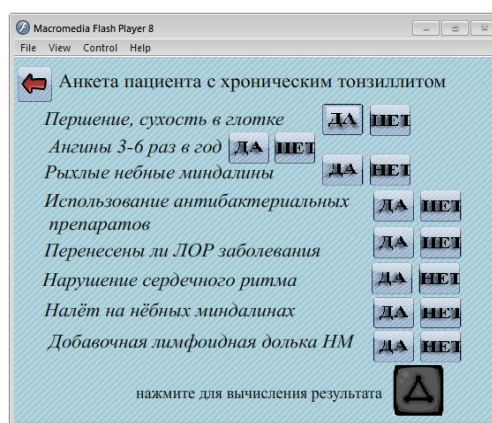 Macromedia Flash Player 8
File View Control Help
Анкета пациента с хроническим тонзиллитом
Першение, сухость в глотке ДА НЕТ
Ангины 3-6 раз в год ДА НЕТ
Рыхлые небные миндалины ДА НЕТ
Использование антибактериальных
препаратов ДА НЕТ
Перенесены ли ЛОР заболевания ДА НЕТ
Нарушение сердечного ритма ДА НЕТ
Налёт на нёбных миндалинах ДА НЕТ
Добавочная лимфоидная долька НМ ДА НЕТ
нажмите для вычисления результата